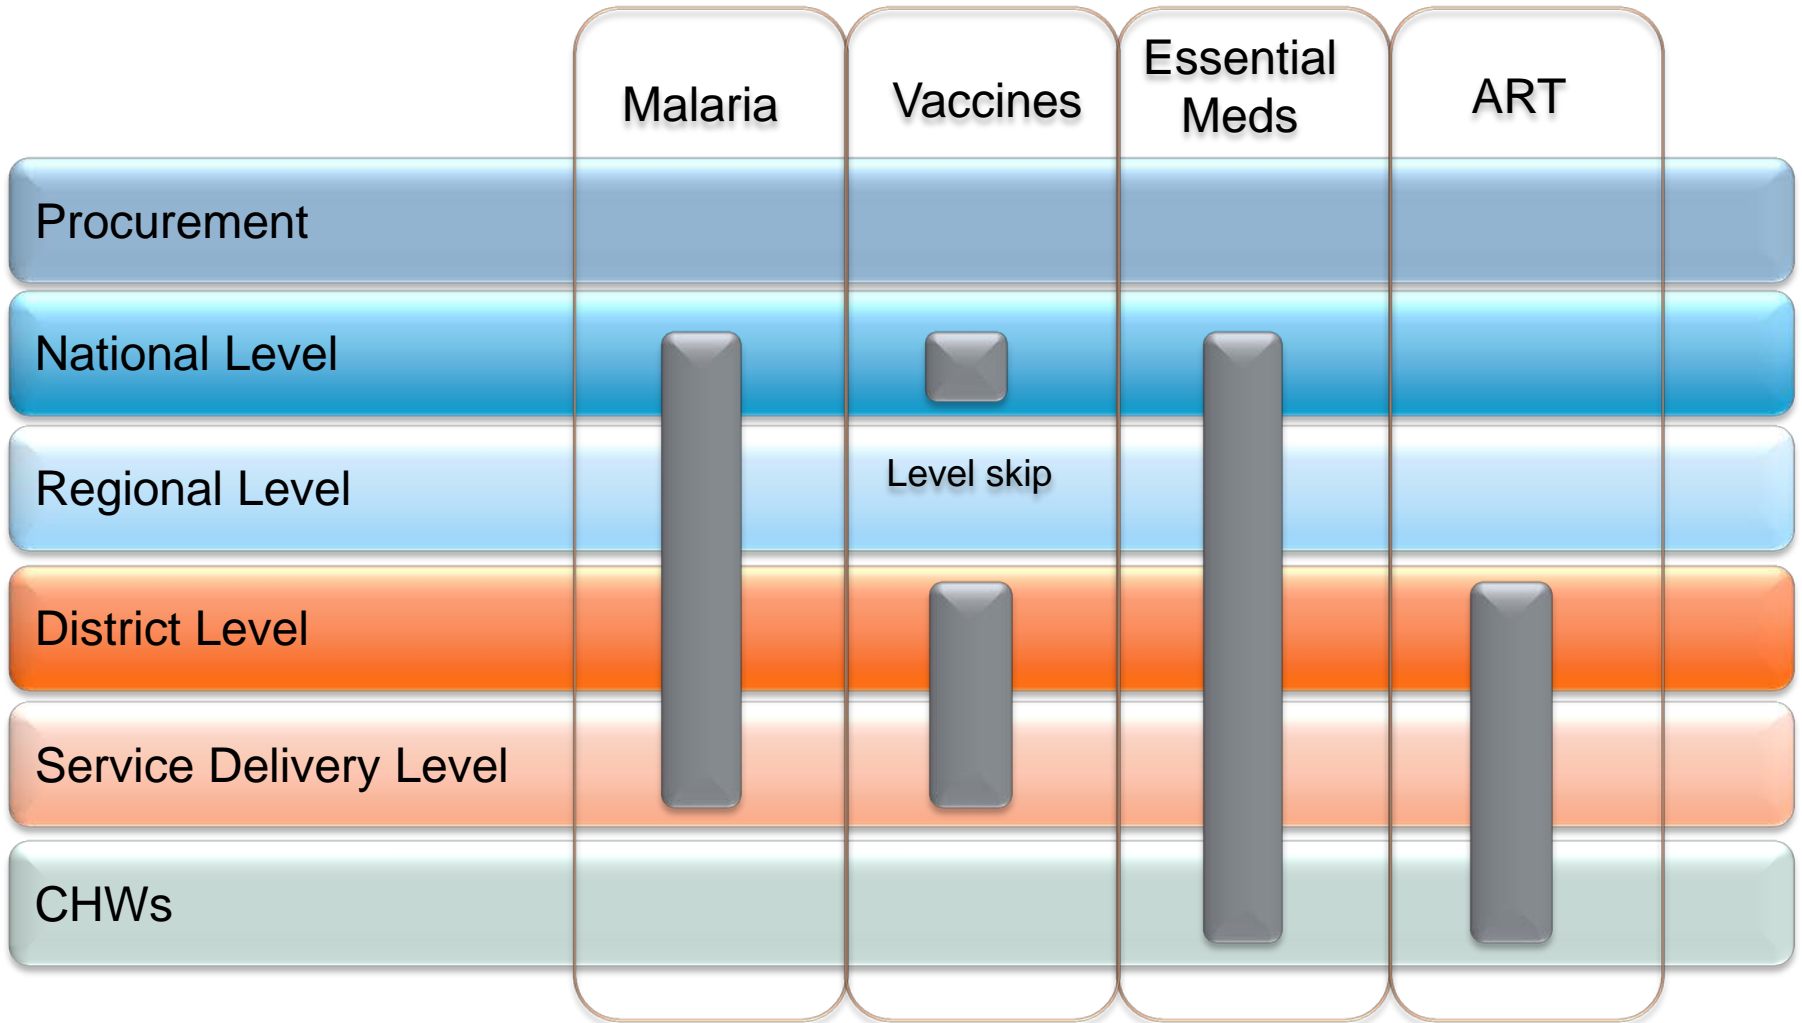 Malaria
Vaccines
Essential
Meds
ART
Procurement
National Level
Regional Level
Level skip
District Level
Service Delivery Level
CHWs